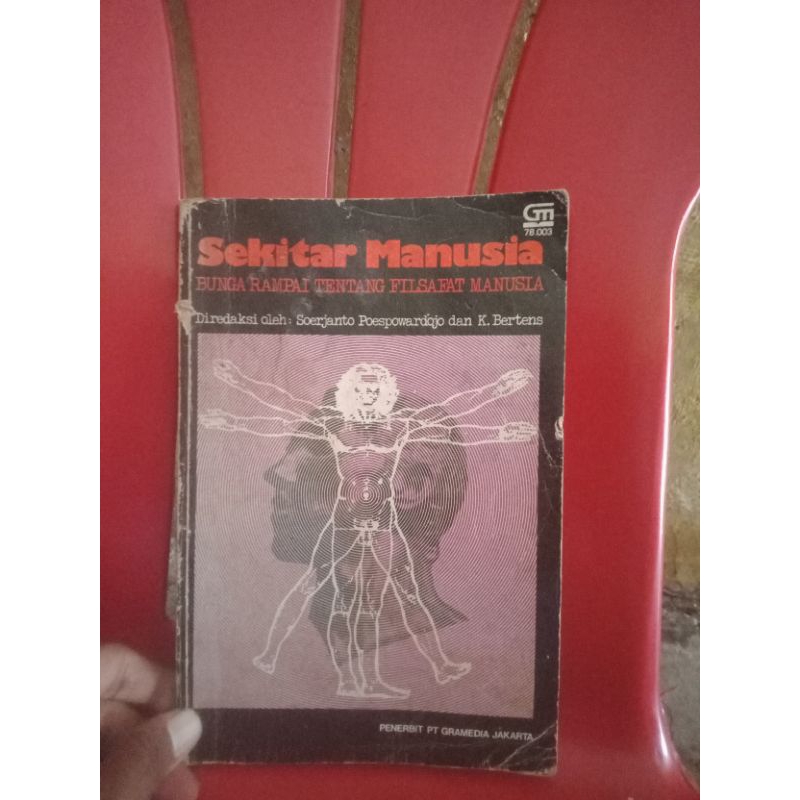 GM
78.003
Sekitar Manusia
BUNGA RAMPAI TENTANG FILSAFAT MANUSIA
Diredaksi oleh: Soerjanto Poespowardojo dan K. Bertens
PENERBIT PT GRAMEDIA JAKARTA